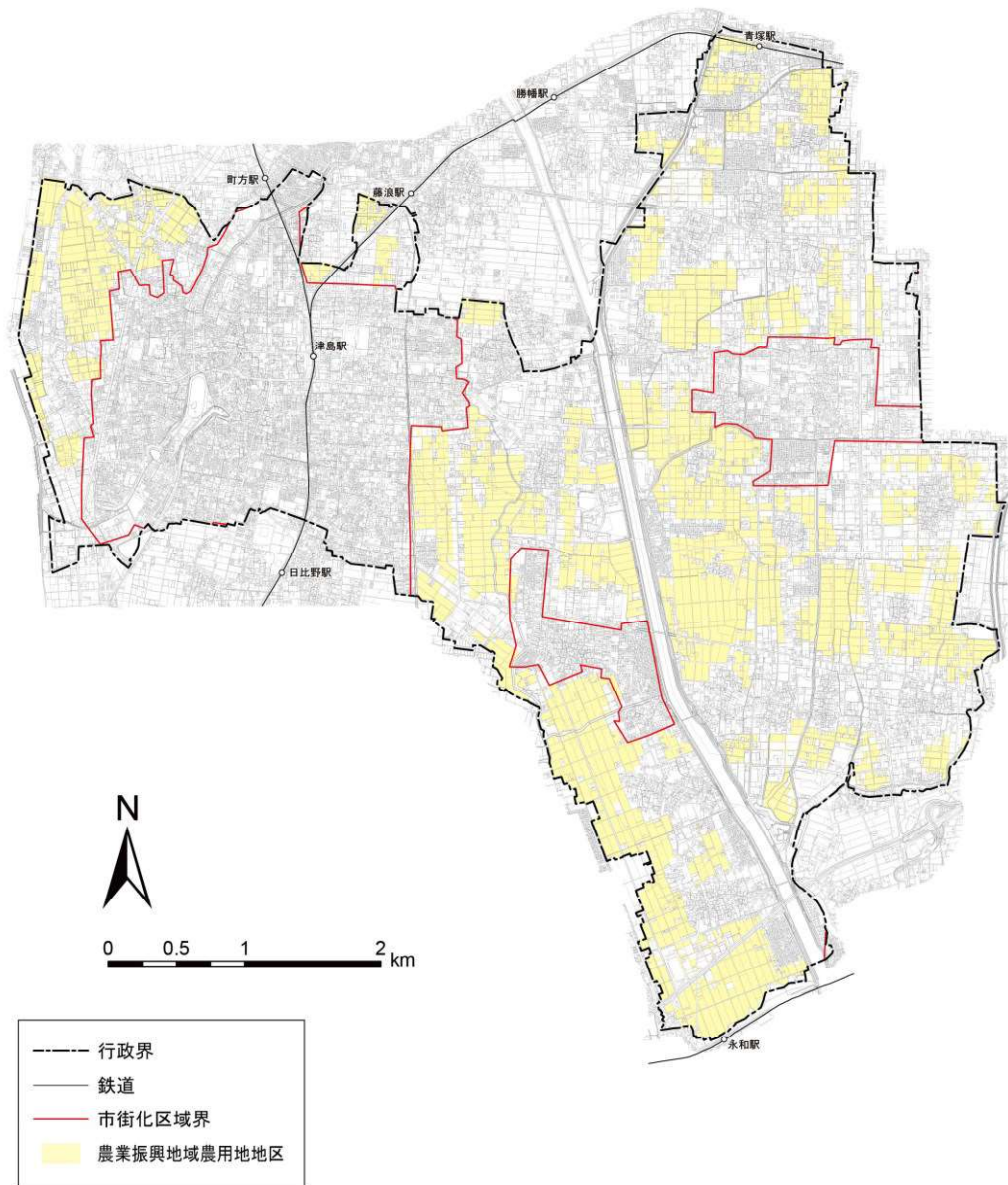 青塚駅
勝幡駅
町方駅
藤浪駅
津島駅
日比野駅
N
0 0.5 1 2 km
永和駅
行政界
鉄道
市街化区域界
農業振興地域農用地地区